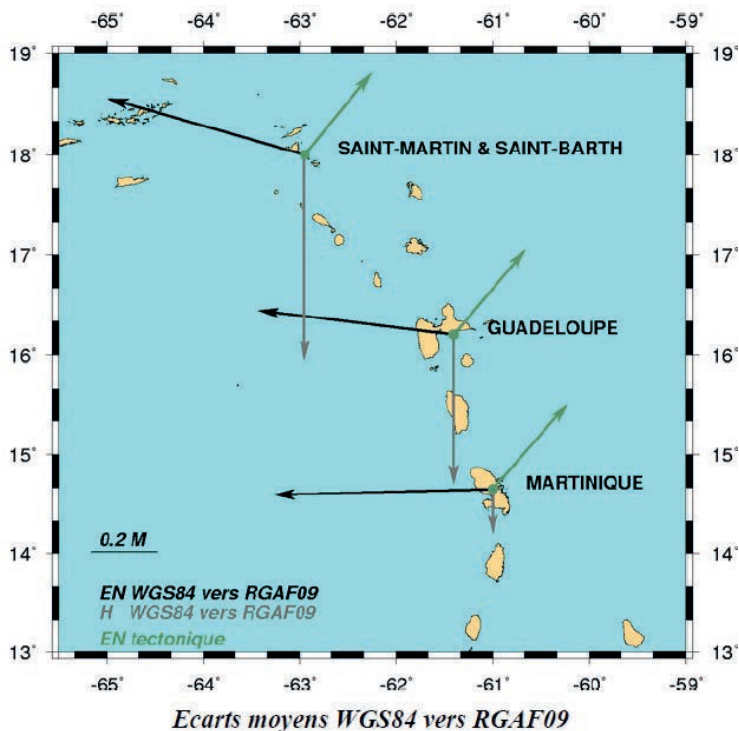 -65° -64° -63° -62° -61° -60° -59°
19° 19°
18° SAINT-MARTIN & SAINT-BARTH 18°
17° 17°
GUADELOUPE
16° 16°
15° 15°
MARTINIQUE
14° 0.2 M 14°
EN WGS84 vers RGAF09
H WGS84 vers RGAF09
EN tectonique
13° 13°
-65° -64° -63° -62° -61° -60° -59°
Ecarts moyens WGS84 vers RGAF09